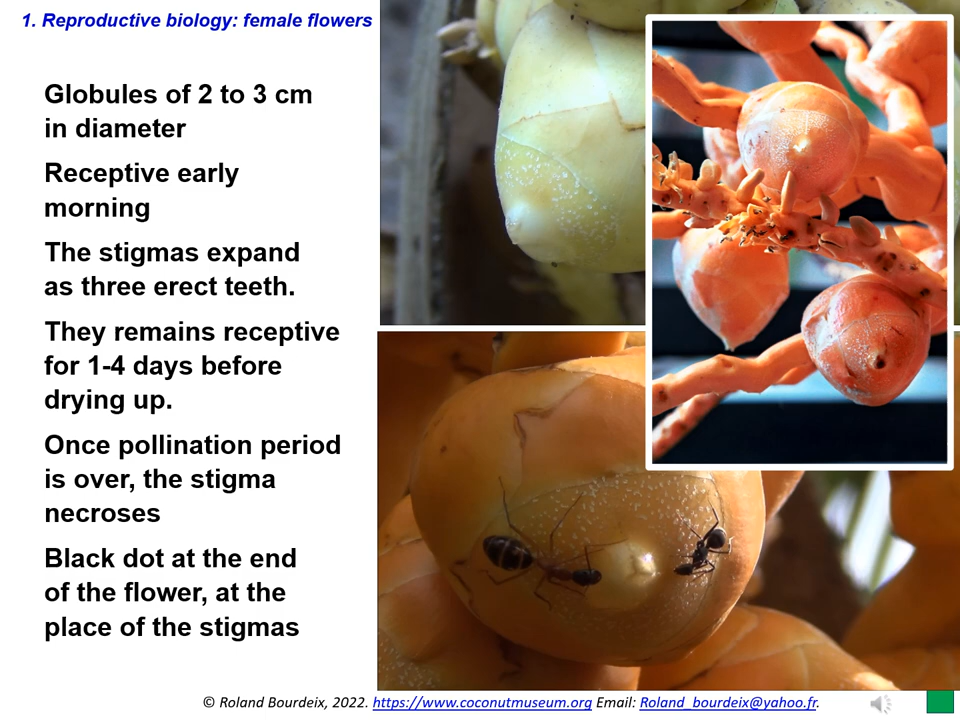 1. Reproductive biology: female flowers
Globules of 2 to 3 cm
in diameter
Receptive early
morning
The stigmas expand
as three erect teeth.
They remains receptive
for 1-4 days before
drying up.
Once pollination period
is over, the stigma
necroses
Black dot at the end
of the flower, at the
place of the stigmas
© Roland Bourdeix, 2022. https://www.coconutmuseum.org Email: Roland_bourdeix@yahoo.fr.